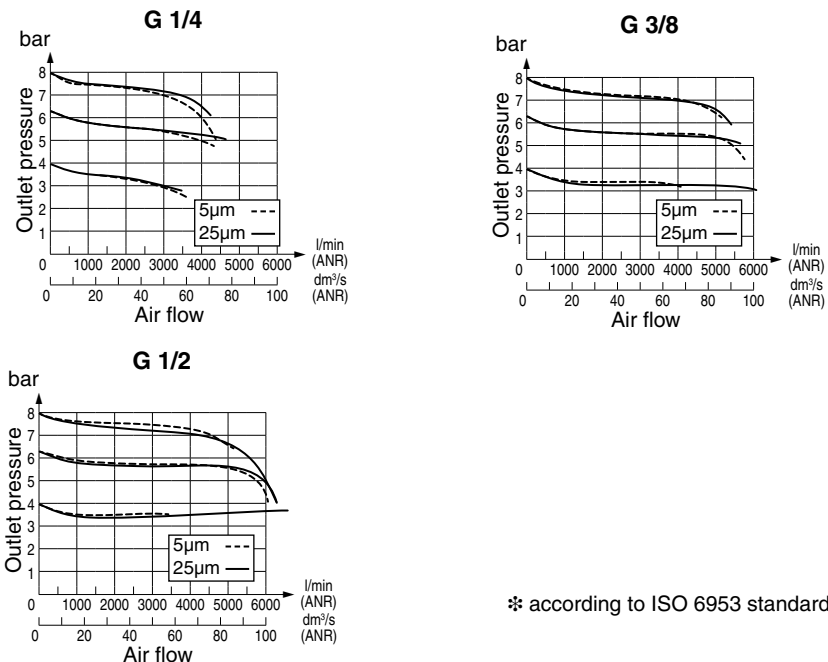 G 1/4
bar
8
7
6
5
4
3
2
1
Outlet pressure
5µm
25µm
0 1000 2000 3000 4000 5000 6000
l/min
(ANR)
0 20 40 60 80 100
dm³/s
(ANR)
Air flow
G 3/8
bar
8
7
6
5
4
3
2
1
Outlet pressure
5µm
25µm
0 1000 2000 3000 4000 5000 6000
l/min
(ANR)
0 20 40 60 80 100
dm³/s
(ANR)
Air flow
G 1/2
bar
8
7
6
5
4
3
2
1
Outlet pressure
5µm
25µm
0 1000 2000 3000 4000 5000 6000
l/min
(ANR)
0 20 40 60 80 100
dm³/s
(ANR)
Air flow
✻ according to ISO 6953 standard